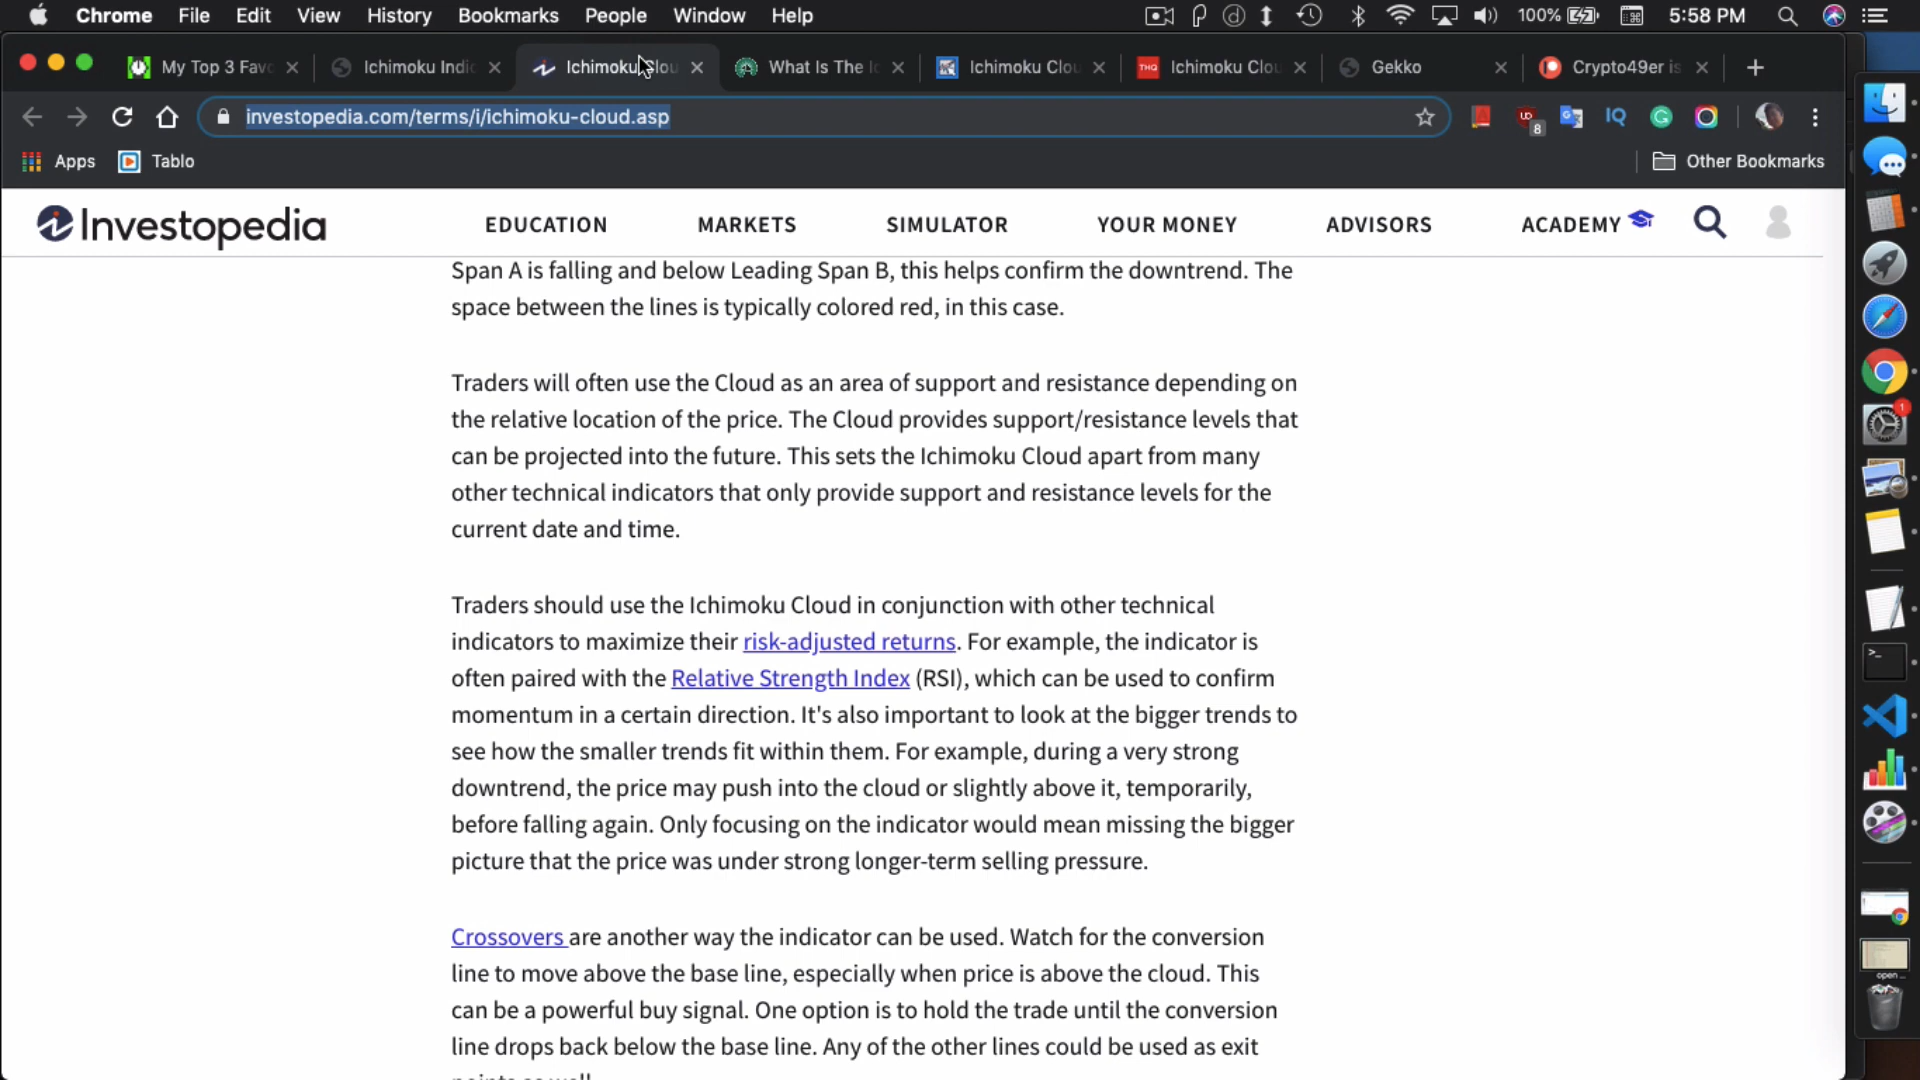 Chrome File Edit View History Bookmarks People Window Help 100% 5:58 PM
My Top 3 Favo Ichimoku Indic Ichimoku Clou What Is The Ic Ichimoku Clou THQ Ichimoku Clou Gekko Crypto49er is
investopedia.com/terms/i/ichimoku-cloud.asp 8 IQ
Apps Tablo Other Bookmarks
Investopedia EDUCATION MARKETS SIMULATOR YOUR MONEY ADVISORS ACADEMY
Span A is falling and below Leading Span B, this helps confirm the downtrend. The
space between the lines is typically colored red, in this case.
Traders will often use the Cloud as an area of support and resistance depending on
the relative location of the price. The Cloud provides support/resistance levels that
can be projected into the future. This sets the Ichimoku Cloud apart from many
other technical indicators that only provide support and resistance levels for the
current date and time.
Traders should use the Ichimoku Cloud in conjunction with other technical
indicators to maximize their risk-adjusted returns. For example, the indicator is
often paired with the Relative Strength Index (RSI), which can be used to confirm
momentum in a certain direction. It's also important to look at the bigger trends to
see how the smaller trends fit within them. For example, during a very strong
downtrend, the price may push into the cloud or slightly above it, temporarily,
before falling again. Only focusing on the indicator would mean missing the bigger
picture that the price was under strong longer-term selling pressure.
Crossovers are another way the indicator can be used. Watch for the conversion
line to move above the base line, especially when price is above the cloud. This
can be a powerful buy signal. One option is to hold the trade until the conversion
line drops back below the base line. Any of the other lines could be used as exit
points as well.
1
open...